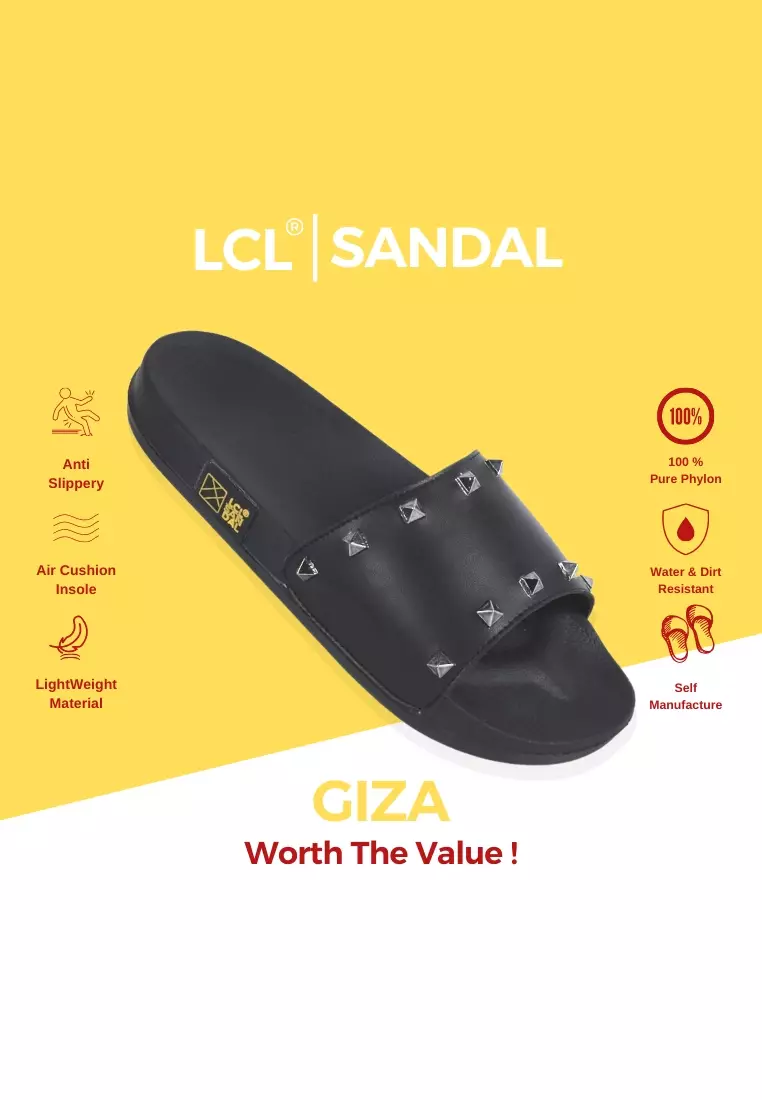 LCL® | SANDAL
Anti
Slippery
Air Cushion
Insole
LightWeight
Material
100%
100 %
Pure Phylon
Water & Dirt
Resistant
Self
Manufacture
GIZA
Worth The Value !